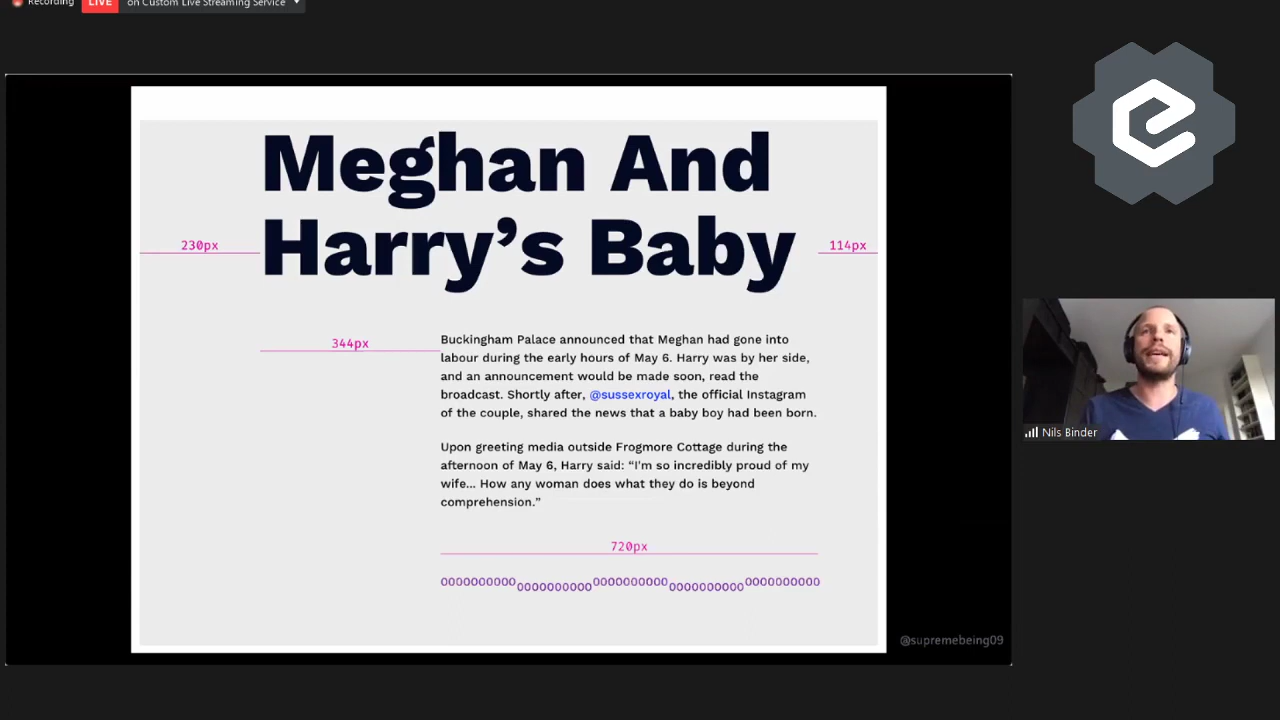 Recording LIVE on Custom Live Streaming Service
Meghan And
Harry’s Baby
230px
114px
344px
Buckingham Palace announced that Meghan had gone into
labour during the early hours of May 6. Harry was by her side,
and an announcement would be made soon, read the
broadcast. Shortly after, @sussexroyal, the official Instagram
of the couple, shared the news that a baby boy had been born.
Upon greeting media outside Frogmore Cottage during the
afternoon of May 6, Harry said: “I'm so incredibly proud of my
wife... How any woman does what they do is beyond
comprehension.”
720px
00000000000000000000000000000000000000000000000000
@supremebeing09
Nils Binder